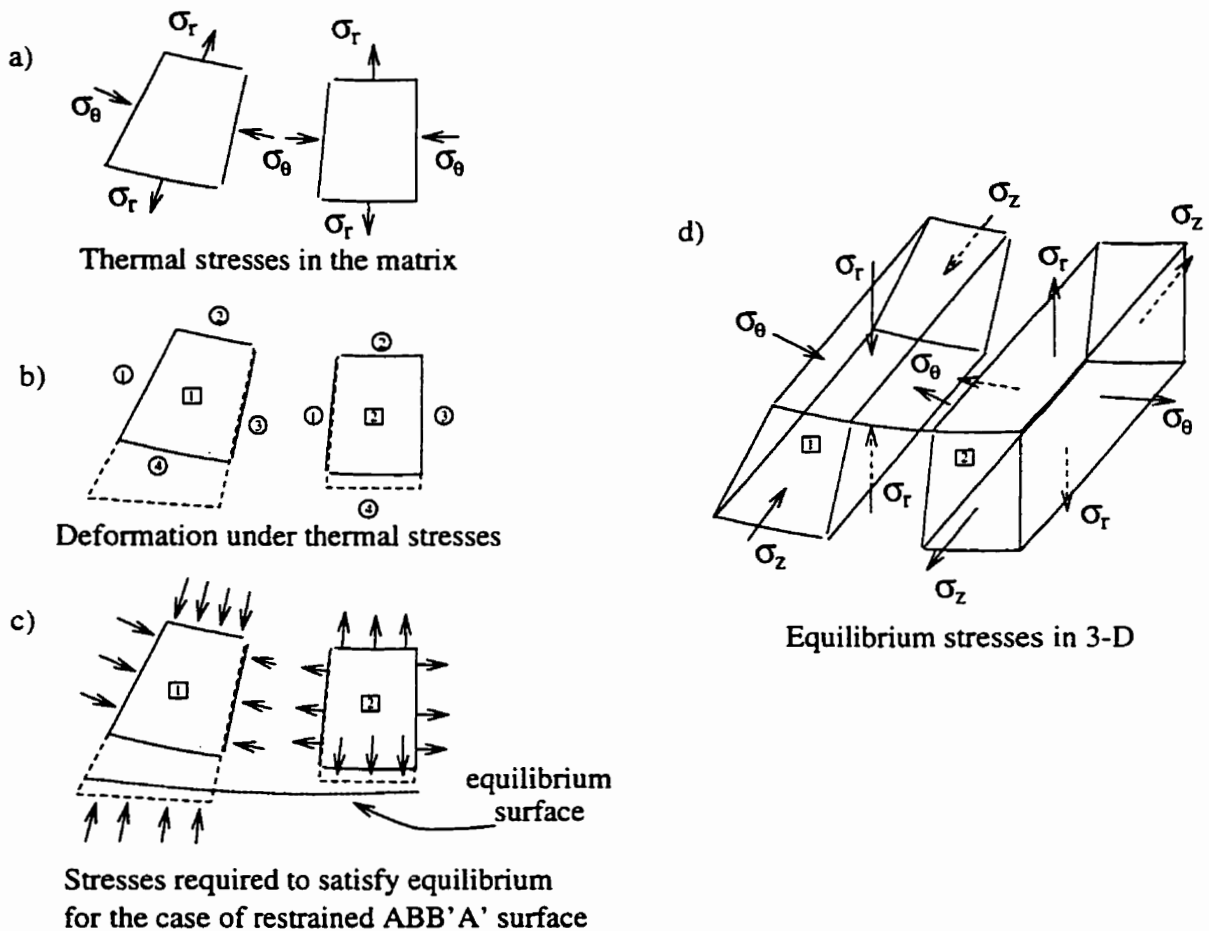 a)
σr
σr
σθ
σθ
σθ
σr
σr
Thermal stresses in the matrix
b)
②
②
①
1
③
①
2
③
④
④
Deformation under thermal stresses
c)
1
2
equilibrium
surface
Stresses required to satisfy equilibrium
for the case of restrained ABB'A' surface
d)
σz
σz
σr
σr
σθ
σθ
σθ
1
2
σr
σr
σz
σz
Equilibrium stresses in 3-D